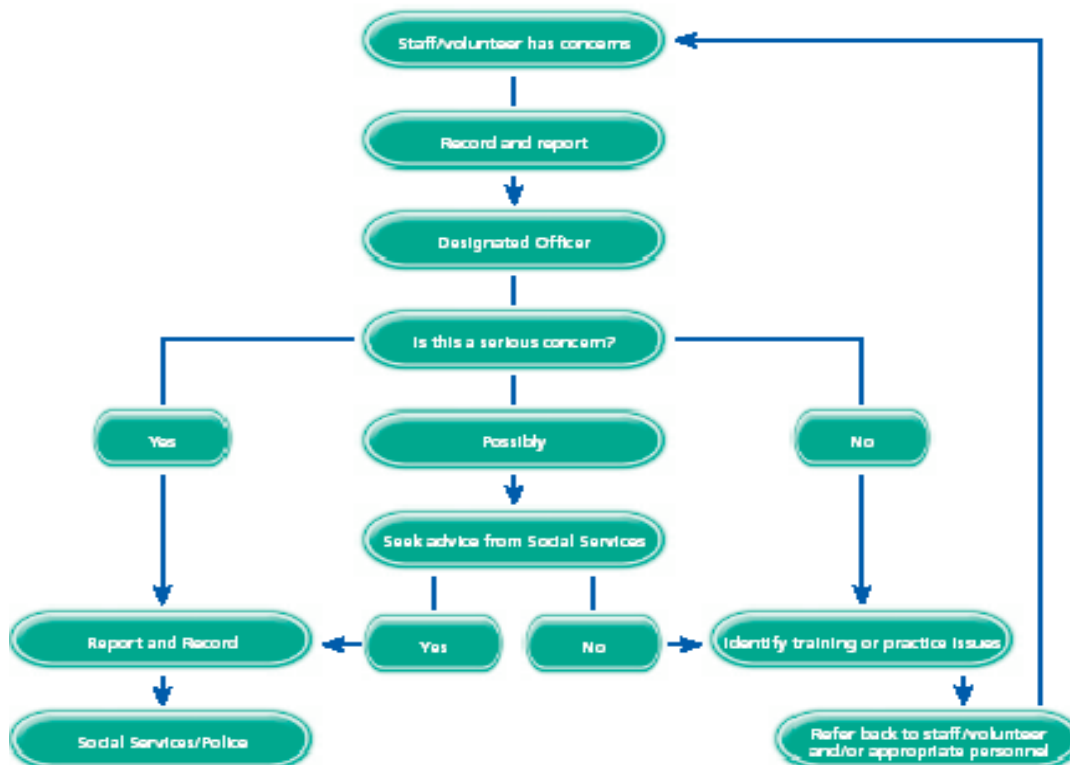 Staff/volunteer has concerns
Record and report
Designated Officer
Is this a serious concern?
Yes
Possibly
No
Seek advice from Social Services
Report and Record
Yes
No
Identify training or practice issues
Social Services/Police
Refer back to staff/volunteer
and/or appropriate personnel